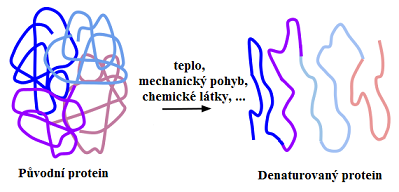 teplo,
mechanický pohyb,
chemické látky, ...
Původní protein
Denaturovaný protein